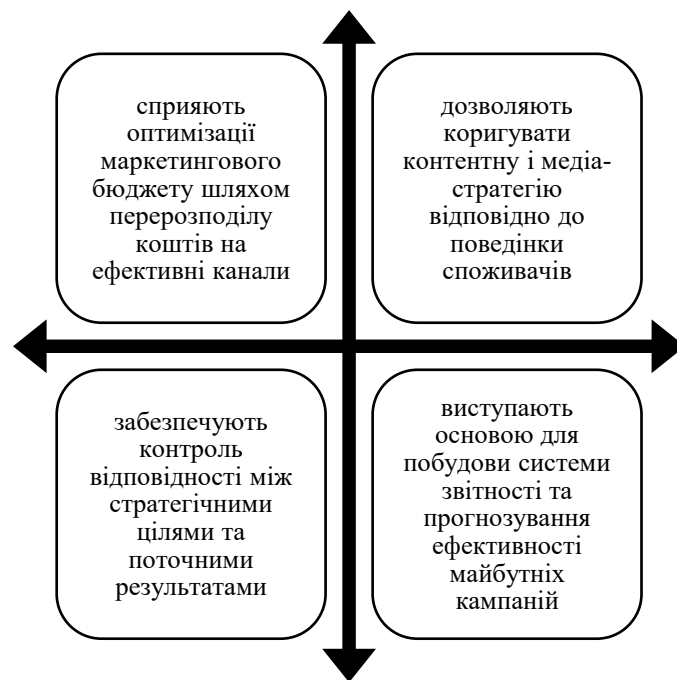 сприяють
оптимізації
маркетингового
бюджету шляхом
перерозподілу
коштів на
ефективні канали
дозволяють
коригувати
контентну і медіа-
стратегію
відповідно до
поведінки
споживачів
забезпечують
контроль
відповідності між
стратегічними
цілями та
поточними
результатами
виступають
основою для
побудови системи
звітності та
прогнозування
ефективності
майбутніх
кампаній